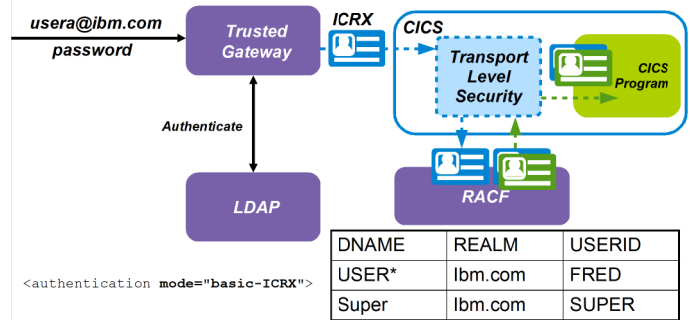 usera@ibm.com
password
Trusted
Gateway
ICRX
CICS
Transport
Level
Security
CICS
Program
Authenticate
LDAP
RACF
DNAME REALM USERID
USER* Ibm.com FRED
Super Ibm.com SUPER
<authentication mode="basic-ICRX">